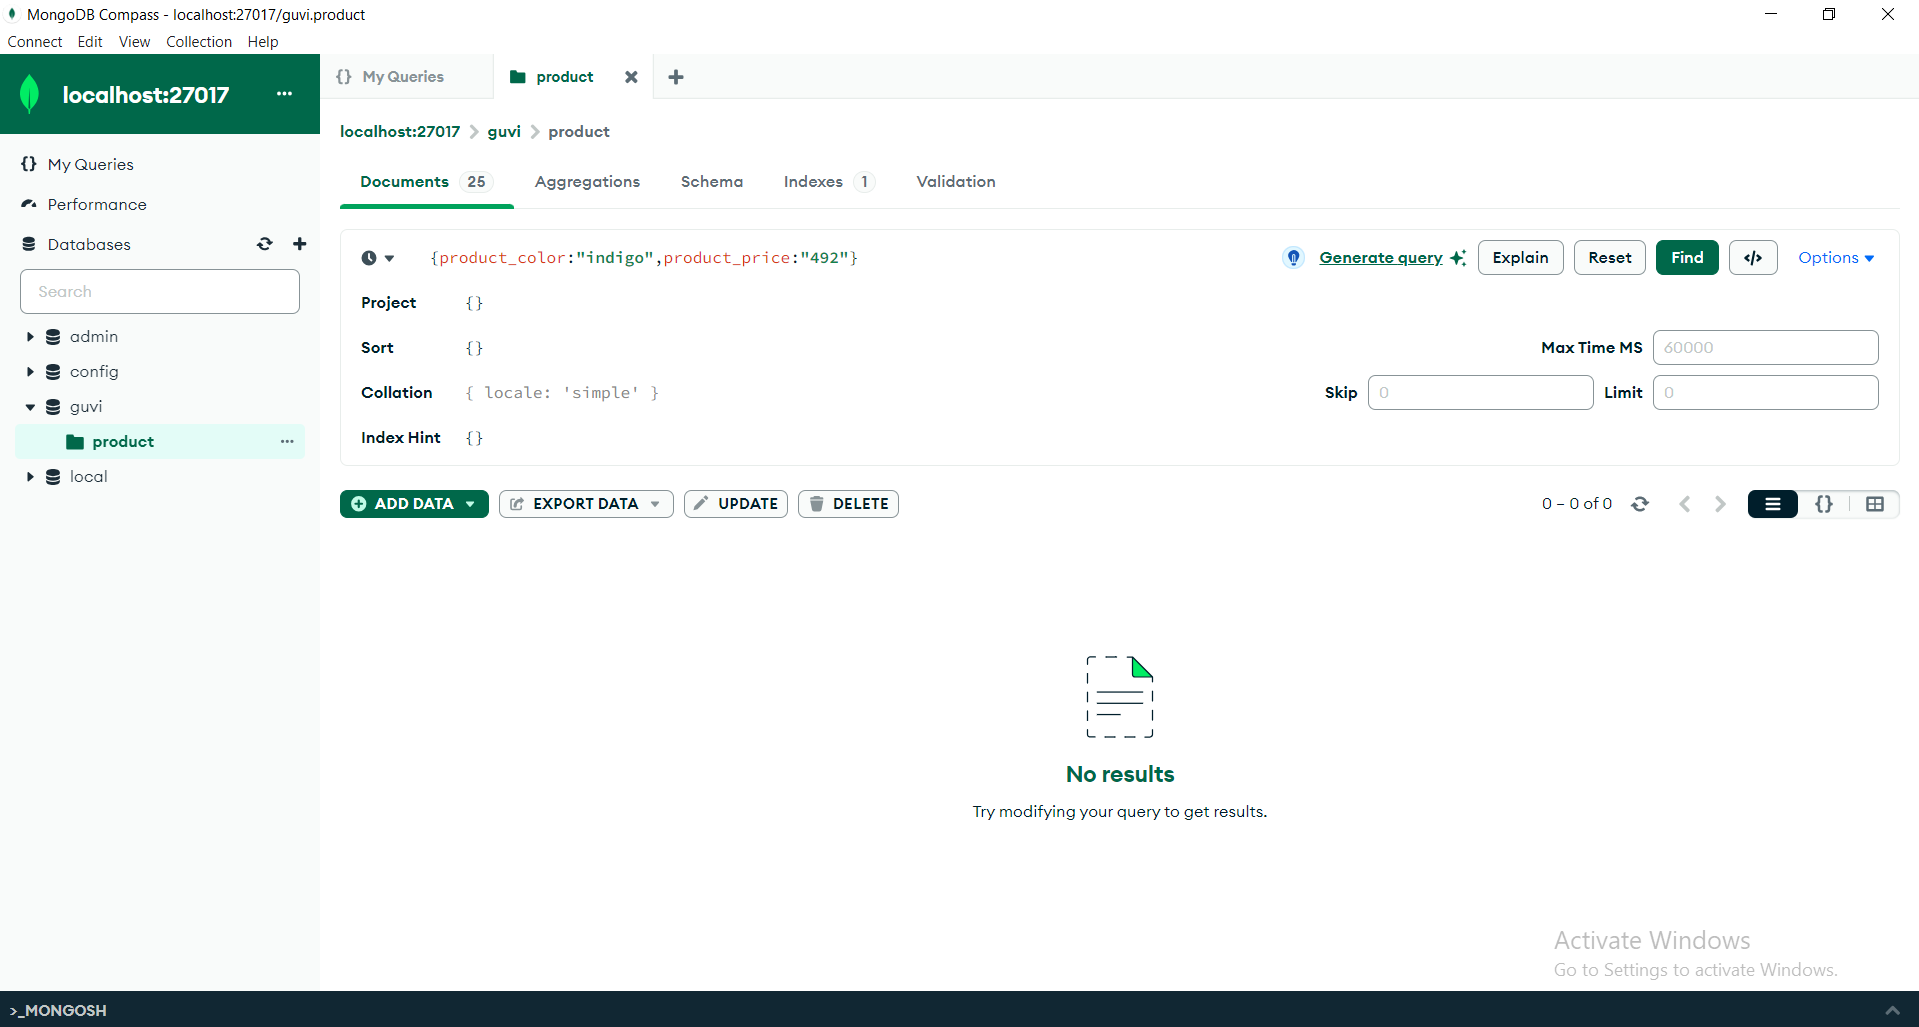 MongoDB Compass - localhost:27017/guvi.product
Connect Edit View Collection Help
localhost:27017 ...
{} My Queries
product
localhost:27017 > guvi > product
My Queries
Performance
Databases
Search
admin
config
guvi
product ...
local
Documents 25 Aggregations Schema Indexes 1 Validation
{product_color:"indigo",product_price:"492"}
Generate query Explain Reset Find </> Options
Project {}
Sort {}
Max Time MS 60000
Collation { locale: 'simple' }
Skip 0 Limit 0
Index Hint {}
ADD DATA EXPORT DATA UPDATE DELETE
0 – 0 of 0
{}
No results
Try modifying your query to get results.
Activate Windows
Go to Settings to activate Windows.
>_MONGOSH